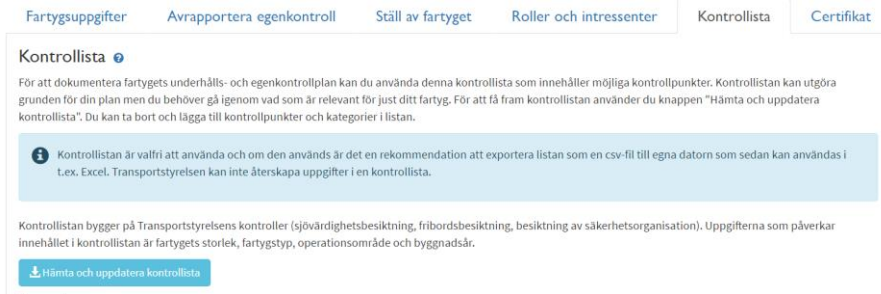 Fartygsuppgifter Avrapportera egenkontroll Ställ av fartyget Roller och intressenter Kontrollista Certifikat
Kontrollista
För att dokumentera fartygets underhålls- och egenkontrollplan kan du använda denna kontrollista som innehåller möjliga kontrollpunkter. Kontrollistan kan utgöra
grunden för din plan men du behöver gå igenom vad som är relevant för just ditt fartyg. För att få fram kontrollistan använder du knappen "Hämta och uppdatera
kontrollista". Du kan ta bort och lägga till kontrollpunkter och kategorier i listan.
Kontrollistan är valfri att använda och om den används är det en rekommendation att exportera listan som en csv-fil till egna datorn som sedan kan användas i
t.ex. Excel. Transportstyrelsen kan inte återskapa uppgifter i en kontrollista.
Kontrollistan bygger på Transportstyrelsens kontroller (sjövärdighetsbesiktning, fribordsbesiktning, besiktning av säkerhetsorganisation). Uppgifterna som påverkar
innehållet i kontrollistan är fartygets storlek, fartygstyp, operationsområde och byggnadsår.
Hämta och uppdatera kontrollista